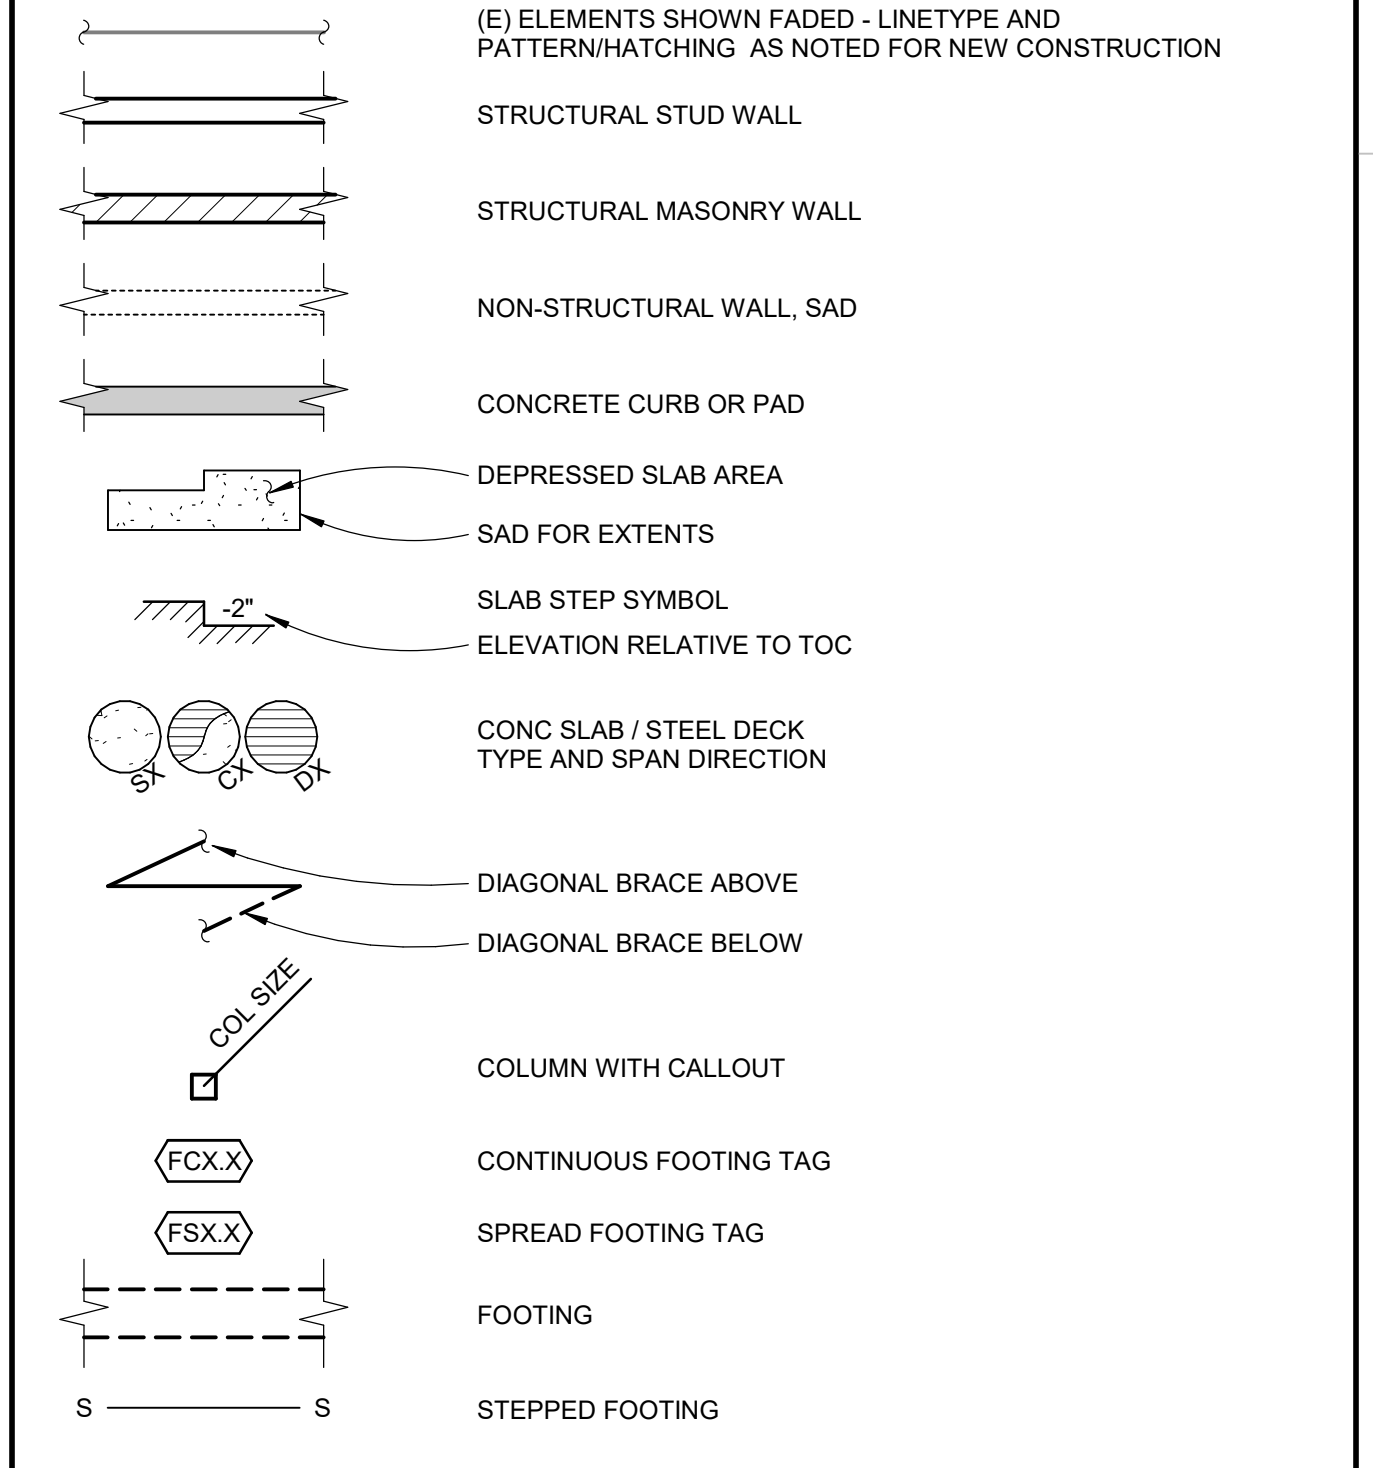 (E) ELEMENTS SHOWN FADED - LINETYPE AND
PATTERN/HATCHING AS NOTED FOR NEW CONSTRUCTION
STRUCTURAL STUD WALL
STRUCTURAL MASONRY WALL
NON-STRUCTURAL WALL, SAD
CONCRETE CURB OR PAD
DEPRESSED SLAB AREA
SAD FOR EXTENTS
-2"
SLAB STEP SYMBOL
ELEVATION RELATIVE TO TOC
SX CX DX
CONC SLAB / STEEL DECK
TYPE AND SPAN DIRECTION
DIAGONAL BRACE ABOVE
DIAGONAL BRACE BELOW
COL SIZE
COLUMN WITH CALLOUT
FCX.X CONTINUOUS FOOTING TAG
FSX.X SPREAD FOOTING TAG
FOOTING
S S STEPPED FOOTING